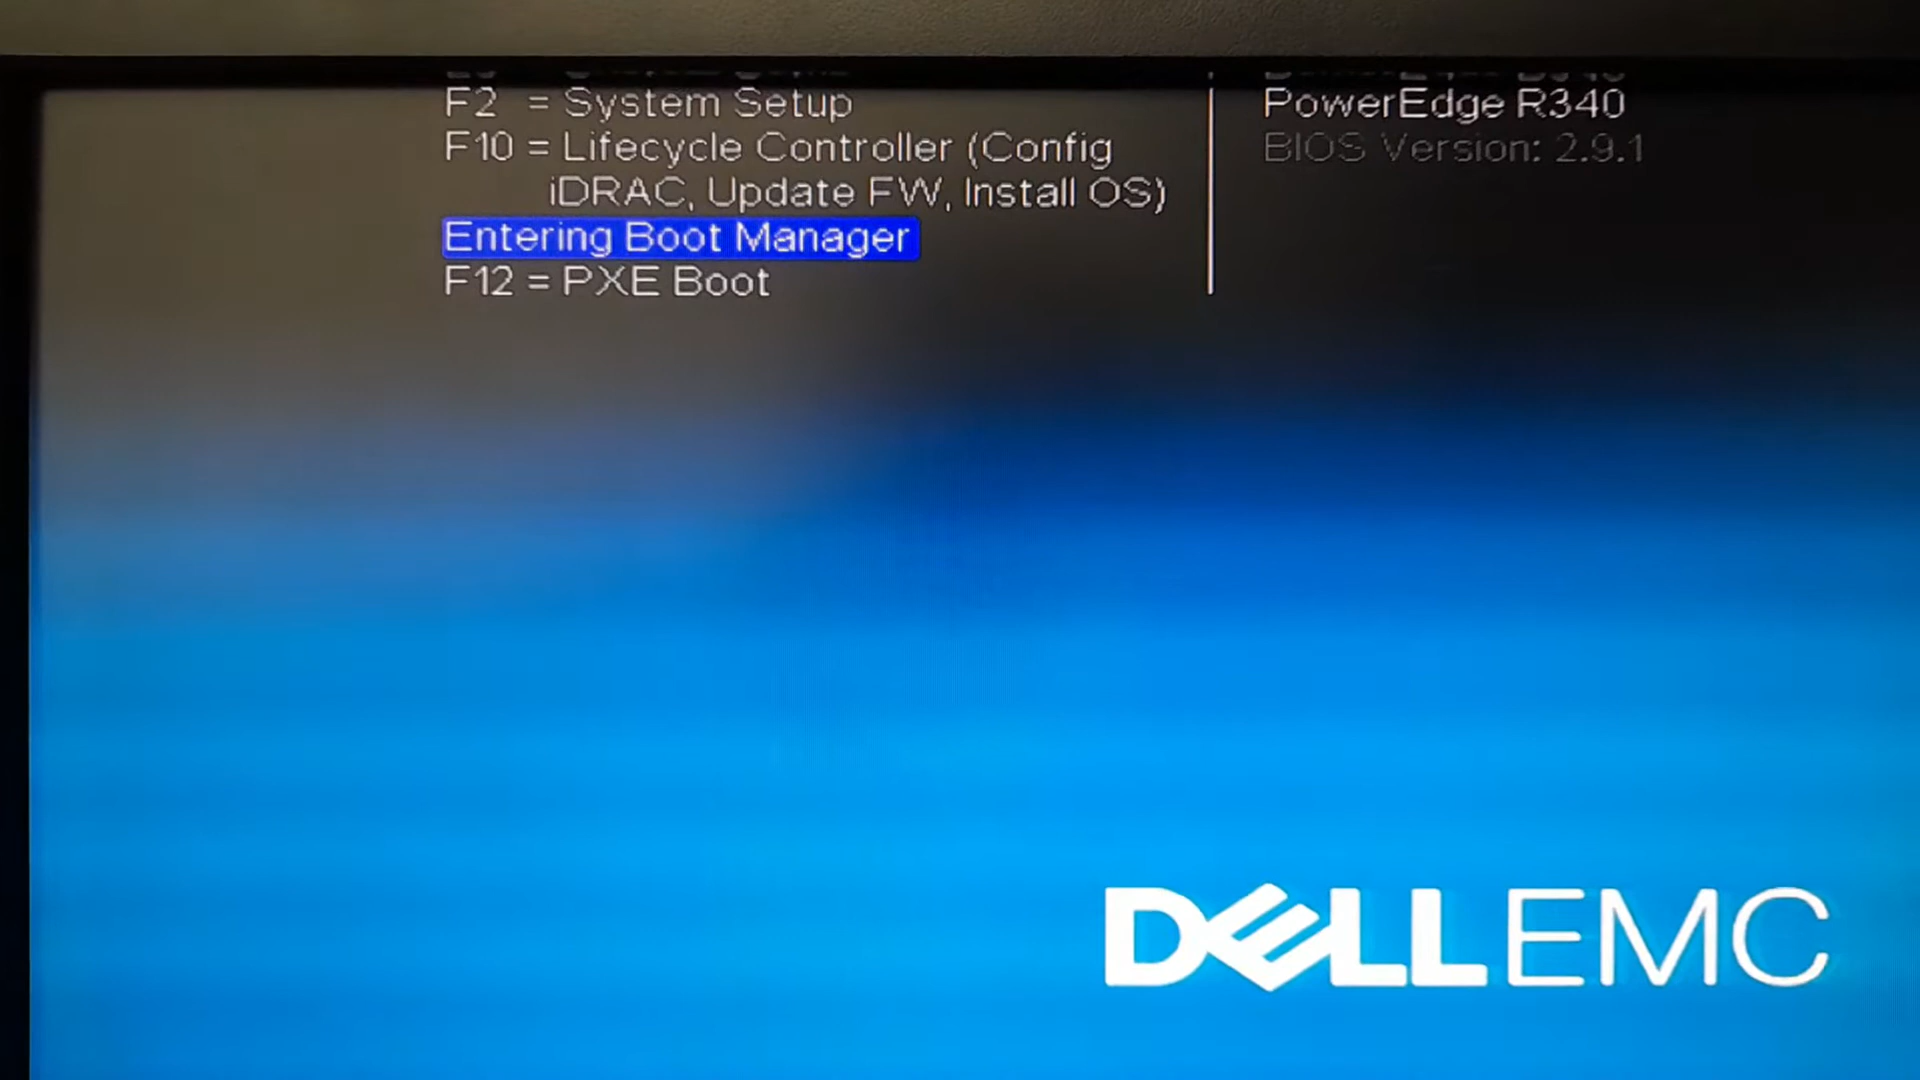 F2 = System Setup
F10 = Lifecycle Controller (Config
iDRAC, Update FW, Install OS)
Entering Boot Manager
F12 = PXE Boot
PowerEdge R340
BIOS Version: 2.9.1
DELLEMC